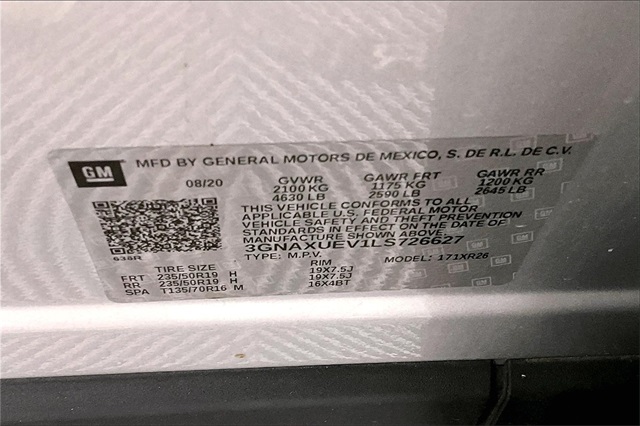 GM MFD BY GENERAL MOTORS DE MEXICO, S. DE R.L. DE C.V.
08/20 GVWR GAWR FRT GAWR RR
2100 KG 1175 KG 1200 KG
4630 LB 2590 LB 2645 LB
THIS VEHICLE CONFORMS TO ALL
APPLICABLE U.S. FEDERAL MOTOR
VEHICLE SAFETY AND THEFT PREVENTION
STANDARDS IN EFFECT ON THE DATE OF
MANUFACTURE SHOWN ABOVE.
3GNAXUEV1LS726627
TYPE: M.P.V. MODEL: 171XR26
638R
TIRE SIZE RIM
FRT 235/50R19 H 19X7.5J
RR 235/50R19 H 19X7.5J
SPA T135/70R16 M 16X4BT